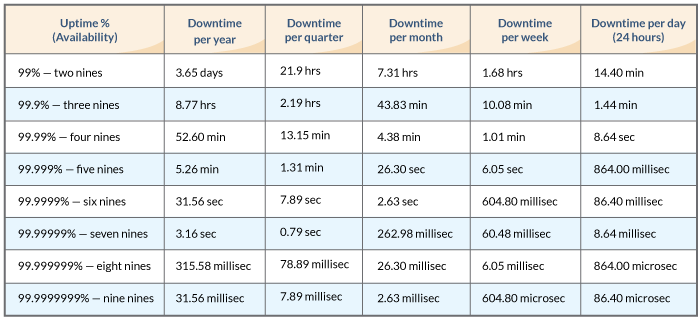 Uptime %
(Availability)
Downtime
per year
Downtime
per quarter
Downtime
per month
Downtime
per week
Downtime per day
(24 hours)
99% — two nines 3.65 days 21.9 hrs 7.31 hrs 1.68 hrs 14.40 min
99.9% — three nines 8.77 hrs 2.19 hrs 43.83 min 10.08 min 1.44 min
99.99% — four nines 52.60 min 13.15 min 4.38 min 1.01 min 8.64 sec
99.999% — five nines 5.26 min 1.31 min 26.30 sec 6.05 sec 864.00 millisec
99.9999% — six nines 31.56 sec 7.89 sec 2.63 sec 604.80 millisec 86.40 millisec
99.99999% — seven nines 3.16 sec 0.79 sec 262.98 millisec 60.48 millisec 8.64 millisec
99.999999% — eight nines 315.58 millisec 78.89 millisec 26.30 millisec 6.05 millisec 864.00 microsec
99.9999999% — nine nines 31.56 millisec 7.89 millisec 2.63 millisec 604.80 microsec 86.40 microsec